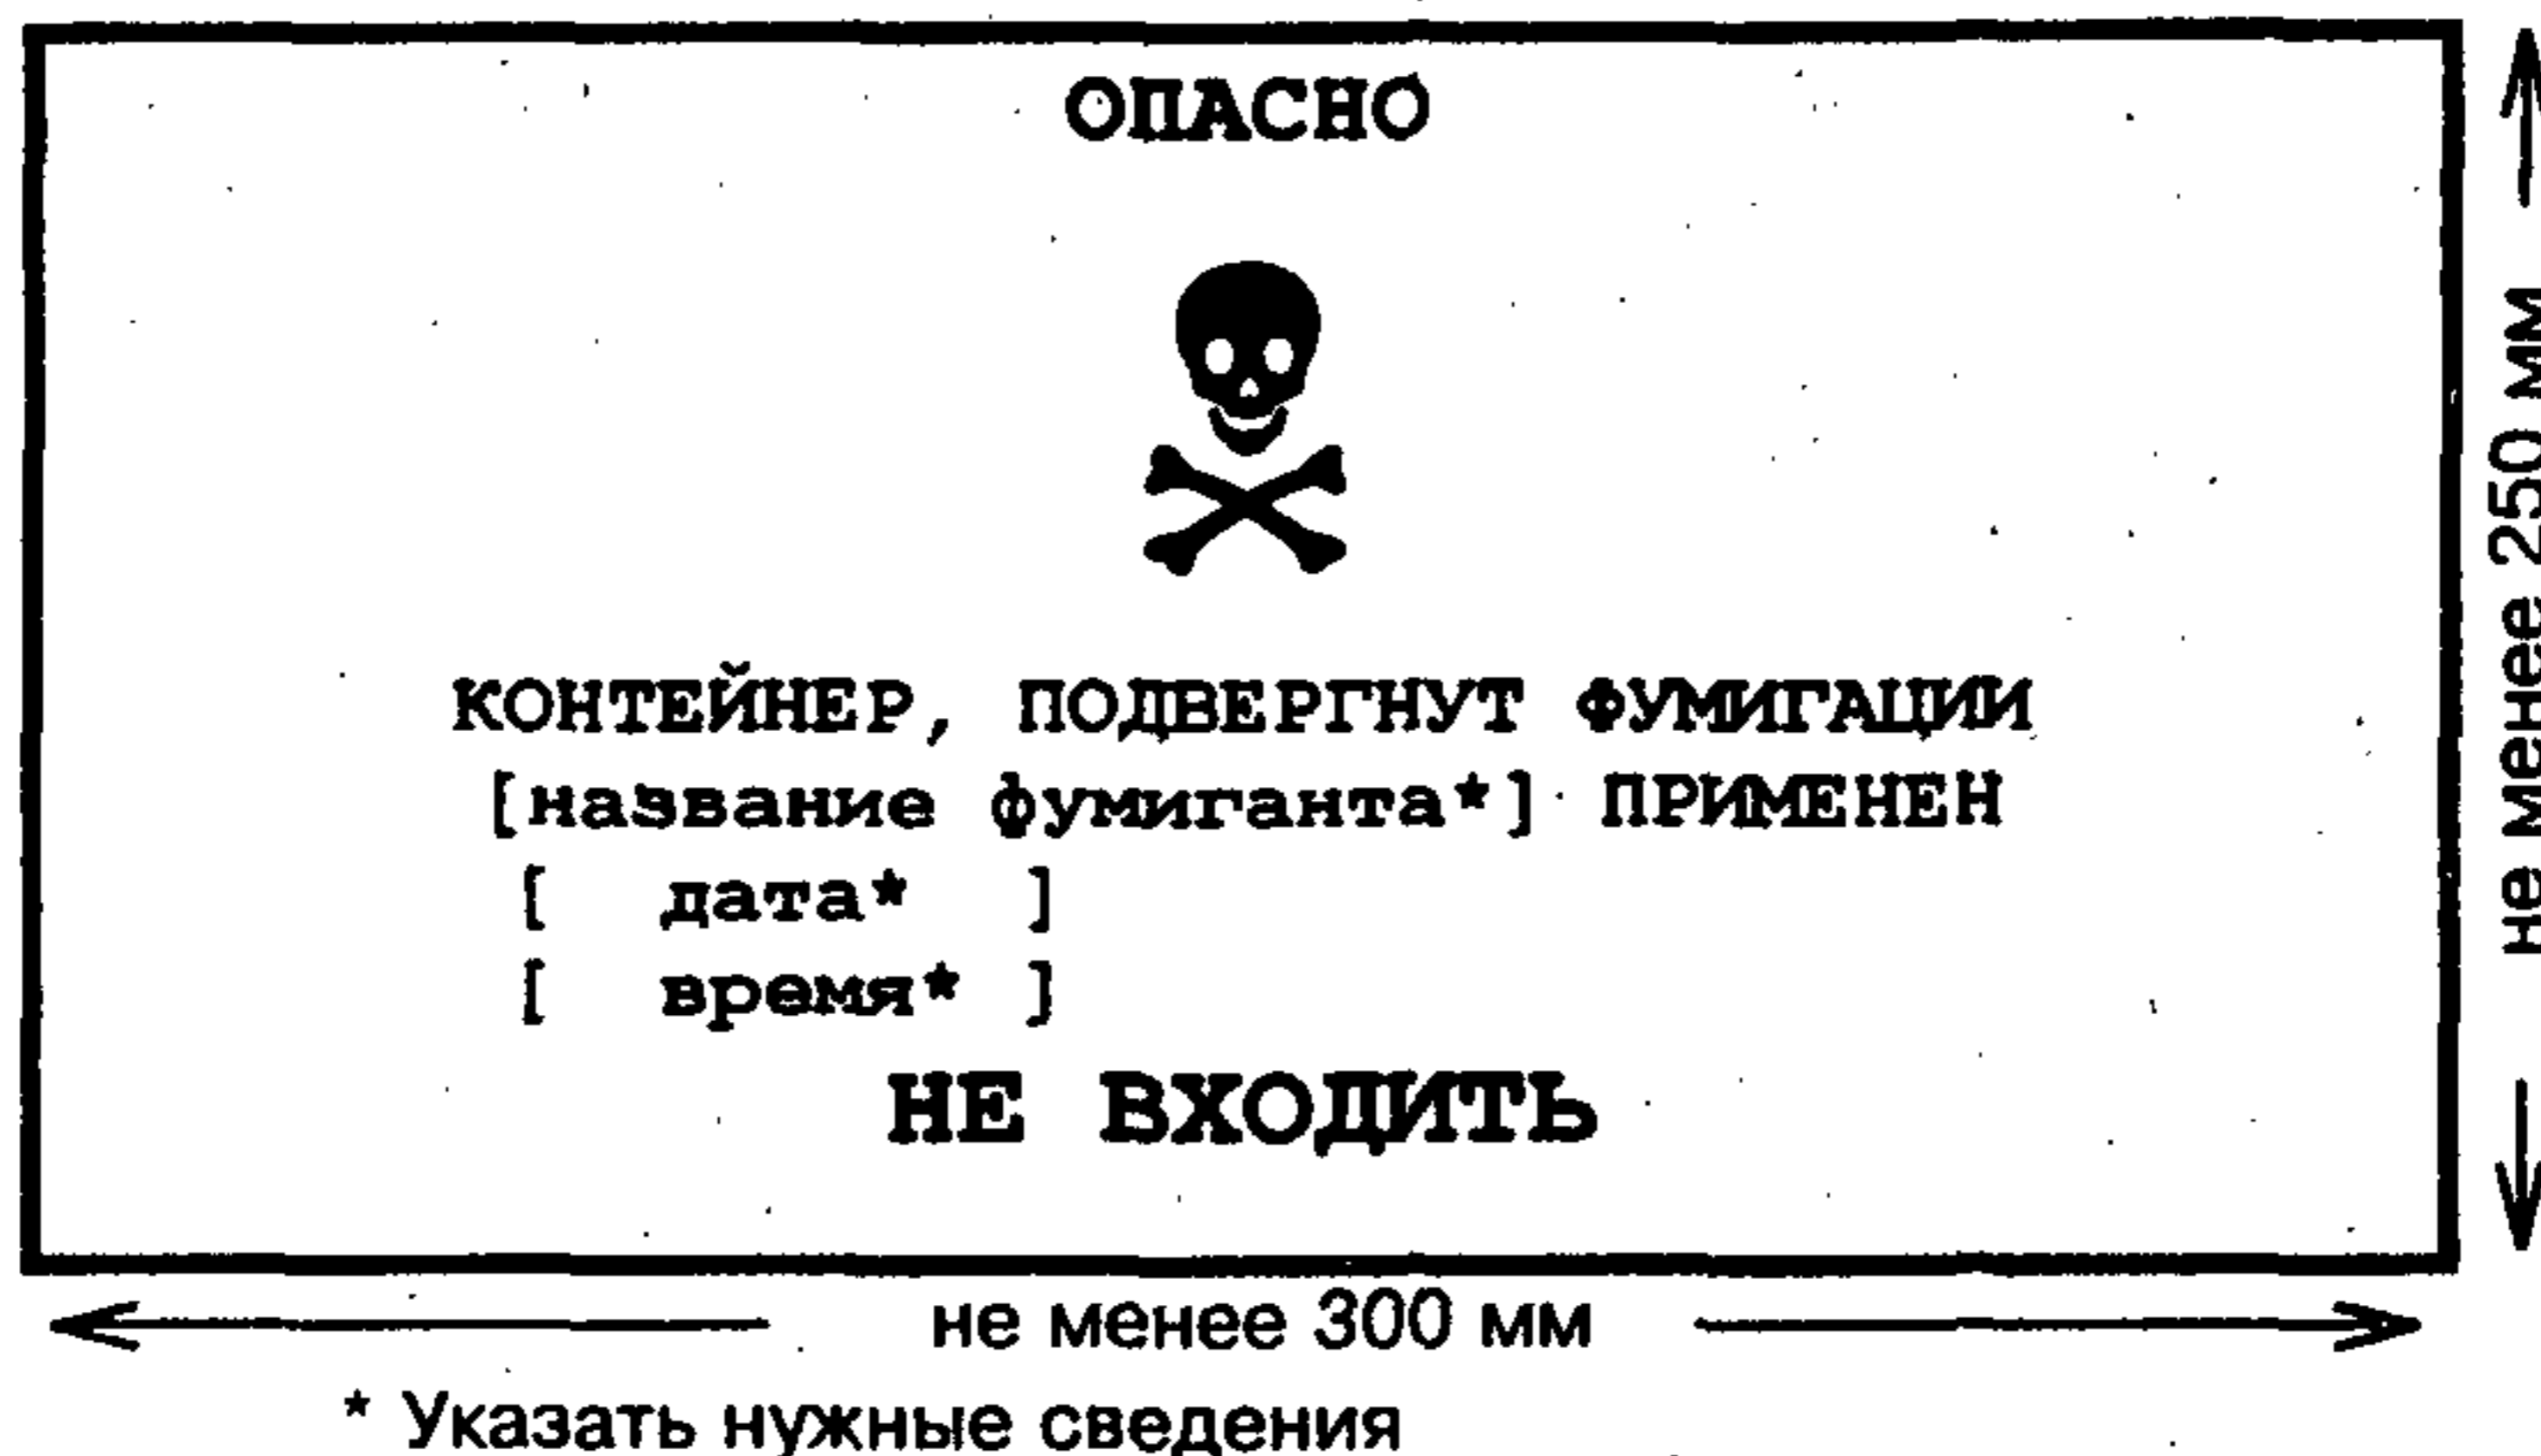 ОПАСНО
КОНТЕЙНЕР, ПОДВЕРГНУТ ФУМИГАЦИИ
[название фумиганта*] ПРИМЕНЕН
[ дата* ]
[ время* ]
НЕ ВХОДИТЬ
не менее 250 мм
не менее 300 мм
* Указать нужные сведения